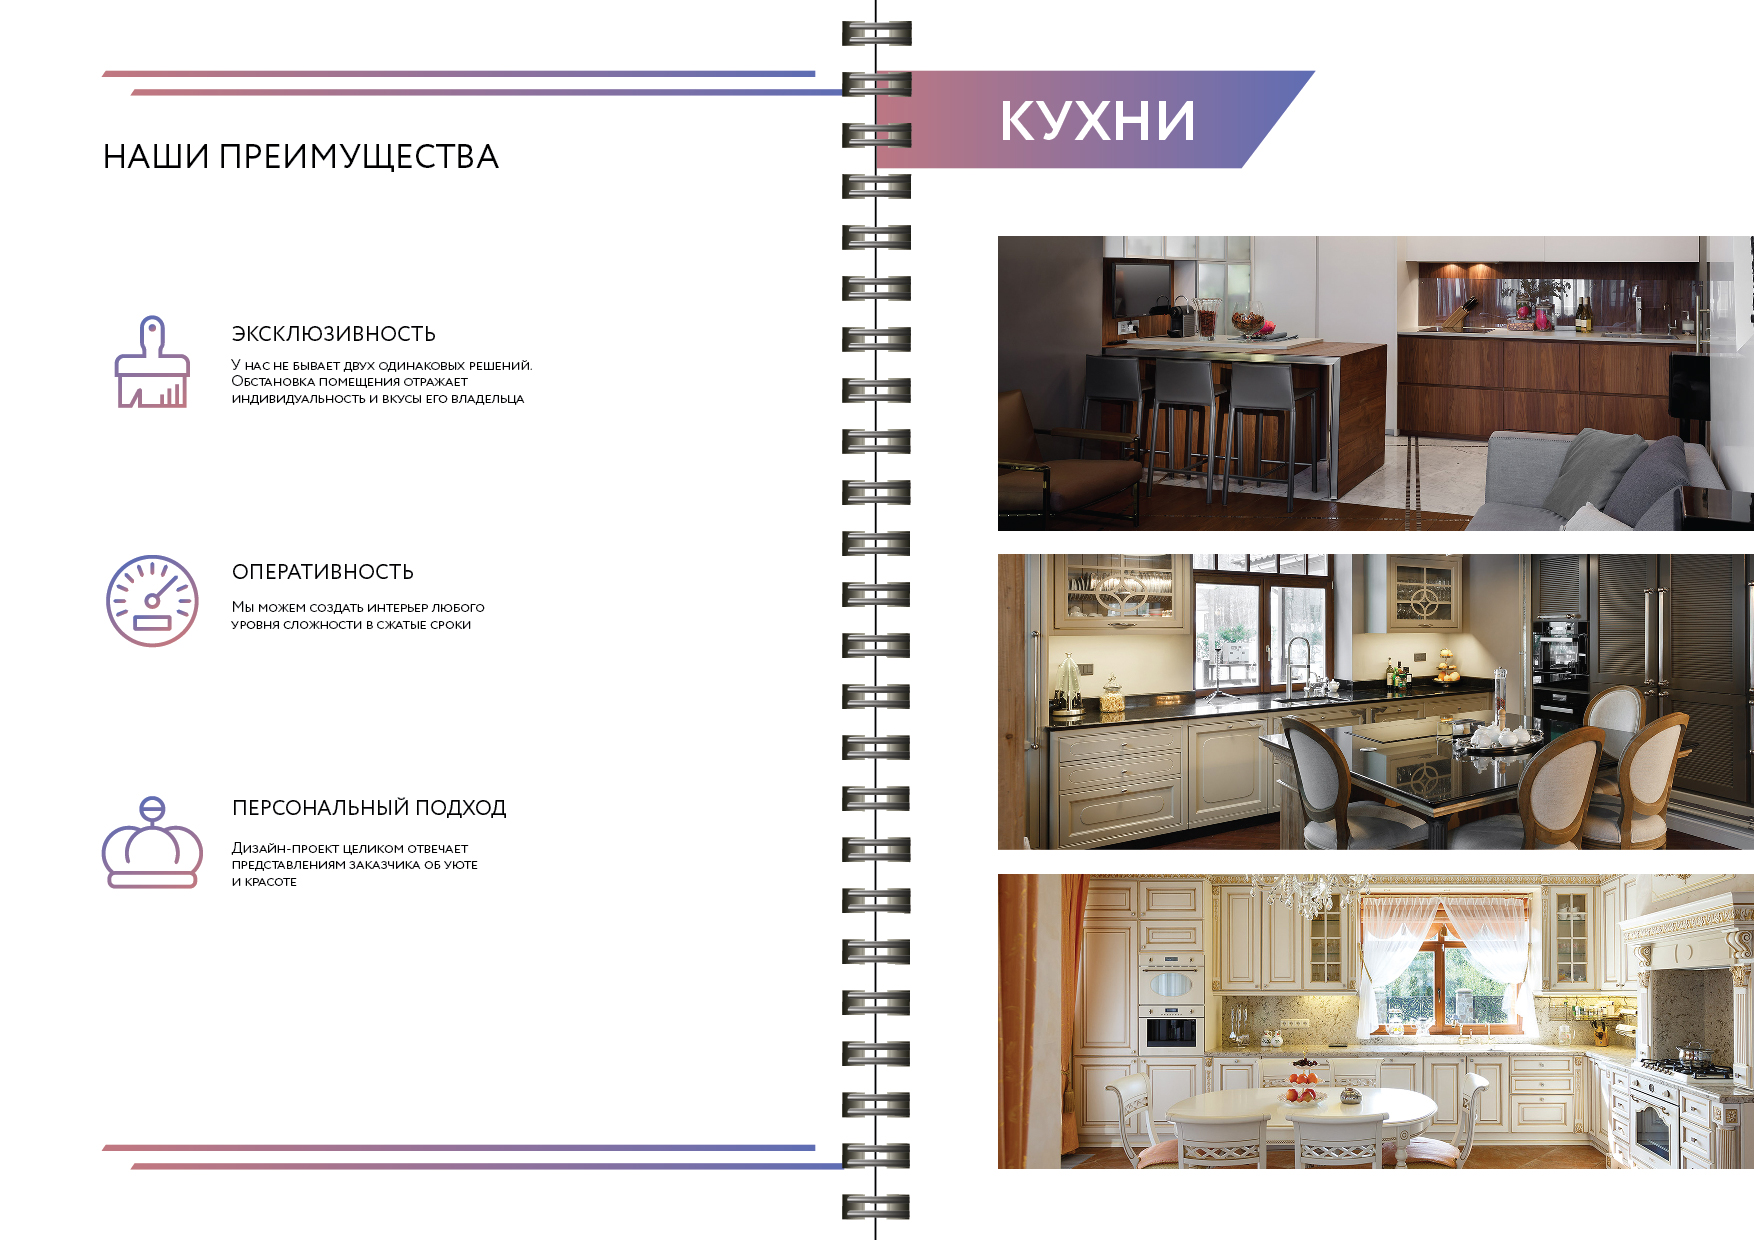 НАШИ ПРЕИМУЩЕСТВА
ЭКСКЛЮЗИВНОСТЬ
У нас не бывает двух одинаковых решений.
Обстановка помещения отражает
индивидуальность и вкусы его владельца
ОПЕРАТИВНОСТЬ
Мы можем создать интерьер любого
уровня сложности в сжатые сроки
ПЕРСОНАЛЬНЫЙ ПОДХОД
Дизайн-проект целиком отвечает
представлениям заказчика об уюте
и красоте
КУХНИ